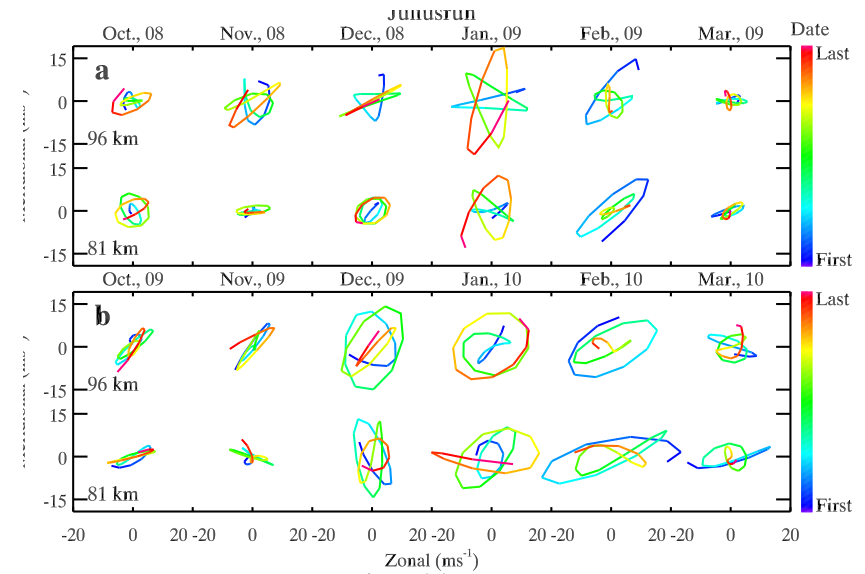 Juliusruh
Oct., 08 Nov., 08 Dec., 08 Jan., 09 Feb., 09 Mar., 09 Date
15 a Last
0
-15 96 km
15
0
-15 81 km First
Oct., 09 Nov., 09 Dec., 09 Jan., 10 Feb., 10 Mar., 10
15 b Last
0
-15 96 km
15
0
-15 81 km First
-20 0 20 -20 0 20 -20 0 20 -20 0 20 -20 0 20 -20 0 20
Zonal (ms⁻¹)